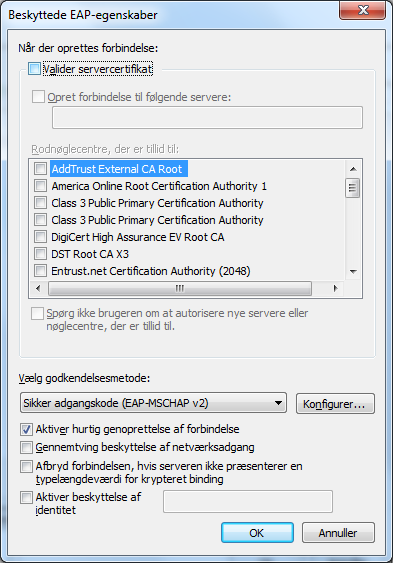 Beskyttede EAP-egenskaber
Når der oprettes forbindelse:
Valider servercertifikat
Opret forbindelse til følgende servere:
Rodnøglecentre, der er tillid til:
AddTrust External CA Root
America Online Root Certification Authority 1
Class 3 Public Primary Certification Authority
Class 3 Public Primary Certification Authority
DigiCert High Assurance EV Root CA
DST Root CA X3
Entrust.net Certification Authority (2048)
Spørg ikke brugeren om at autorisere nye servere eller
nøglecentre, der er tillid til.
Vælg godkendelsesmetode:
Sikker adgangskode (EAP-MSCHAP v2)
Konfigurer...
Aktiver hurtig genoprettelse af forbindelse
Gennemtving beskyttelse af netværksadgang
Afbryd forbindelsen, hvis serveren ikke præsenterer en
typelængdeværdi for krypteret binding
Aktiver beskyttelse af
identitet
OK
Annuller